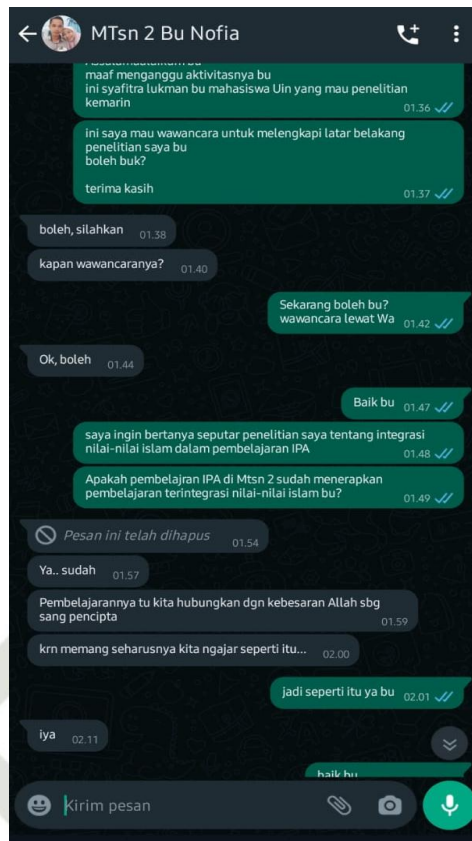 MTsn 2 Bu Nofia
maaf menganggu aktivitasnya bu
ini syafitra lukman bu mahasiswa Uin yang mau penelitian
kemarin
01.36
ini saya mau wawancara untuk melengkapi latar belakang
penelitian saya bu
boleh buk?
terima kasih
01.37
boleh, silahkan 01.38
kapan wawancaranya? 01.40
Sekarang boleh bu?
wawancara lewat Wa 01.42
Ok, boleh 01.44
Baik bu 01.47
saya ingin bertanya seputar penelitian saya tentang integrasi
nilai-nilai islam dalam pembelajaran IPA
01.48
Apakah pembelajran IPA di Mtsn 2 sudah menerapkan
pembelajaran terintegrasi nilai-nilai islam bu?
01.49
Pesan ini telah dihapus 01.54
Ya.. sudah 01.57
Pembelajarannya tu kita hubungkan dgn kebesaran Allah sbg
sang pencipta
01.59
krn memang seharusnya kita ngajar seperti itu... 02.00
jadi seperti itu ya bu 02.01
iya 02.11
baik bu
Kirim pesan